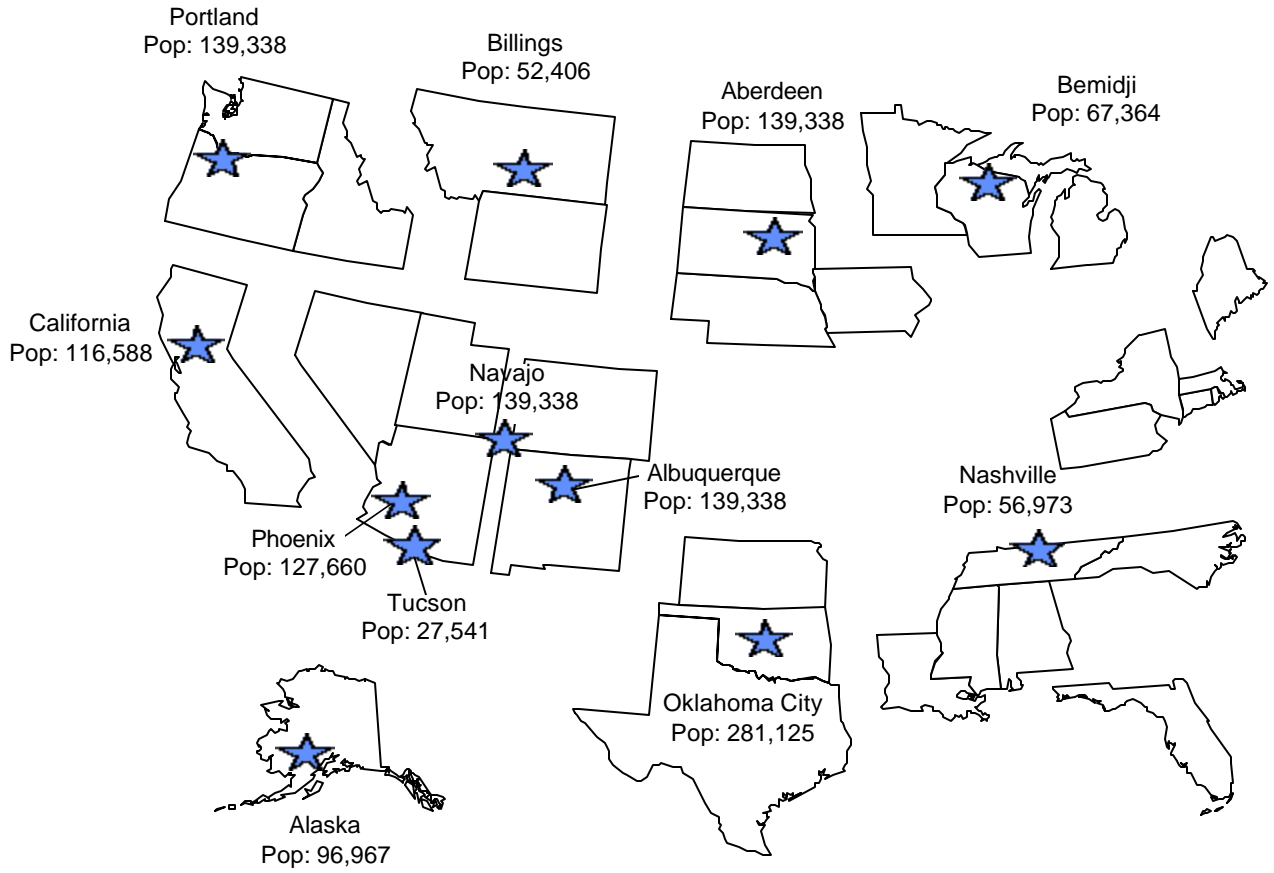 Portland
Pop: 139,338
Billings
Pop: 52,406
Aberdeen
Pop: 139,338
Bemidji
Pop: 67,364
California
Pop: 116,588
Navajo
Pop: 139,338
Albuquerque
Pop: 139,338
Nashville
Pop: 56,973
Phoenix
Pop: 127,660
Tucson
Pop: 27,541
Oklahoma City
Pop: 281,125
Alaska
Pop: 96,967